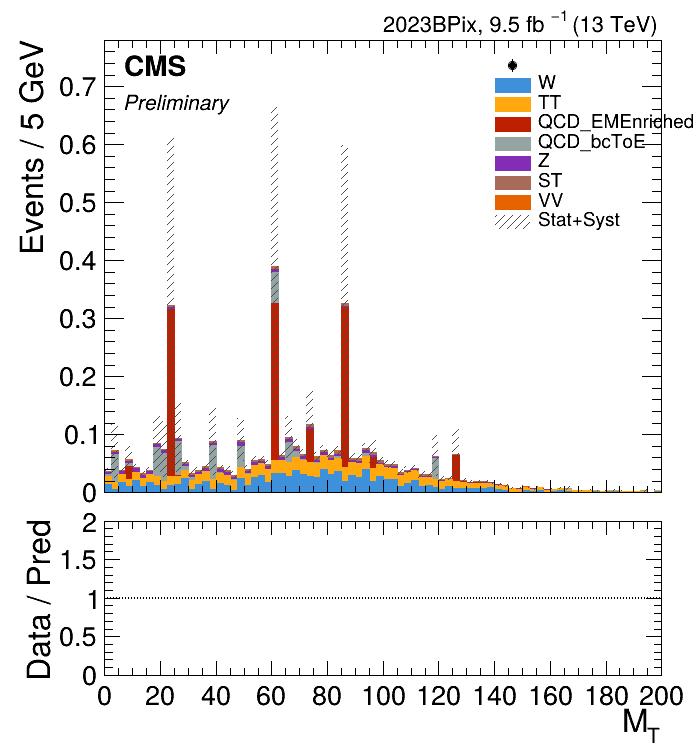 2023BPix, 9.5 fb⁻¹ (13 TeV)
CMS
Preliminary
W
TT
QCD_EMEnriched
QCD_bcToE
Z
ST
VV
Stat+Syst
Events / 5 GeV
0.7
0.6
0.5
0.4
0.3
0.2
0.1
0
Data / Pred
2
1.5
1
0.5
0
0 20 40 60 80 100 120 140 160 180 200
M_T